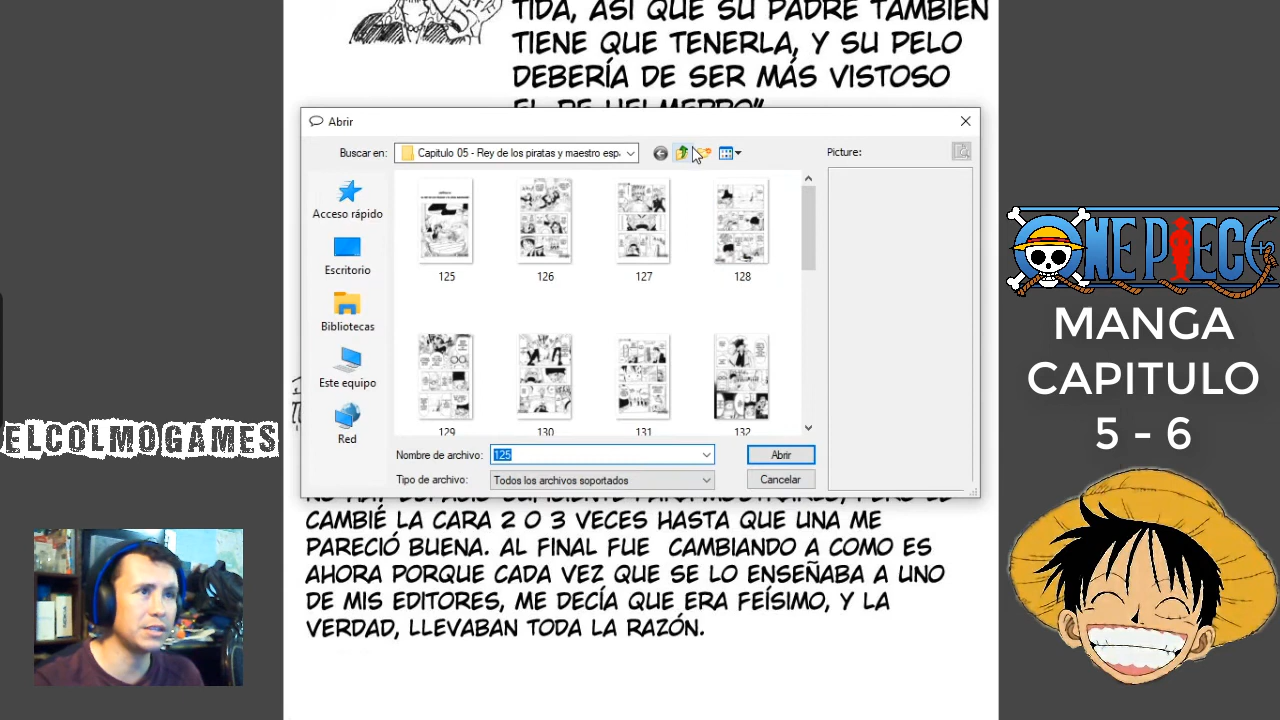 TIDA, ASÍ QUE SU PADRE TAMBIÉN
TIENE QUE TENERLA, Y SU PELO
DEBERÍA DE SER MÁS VISTOSO
Abrir
Buscar en:
Capitulo 05 - Rey de los piratas y maestro esp
Picture:
Acceso rápido
Escritorio
Bibliotecas
Este equipo
Red
125
126
127
128
129
130
131
132
Nombre de archivo:
125
Abrir
Tipo de archivo:
Todos los archivos soportados
Cancelar
CAMBIÉ LA CARA 2 O 3 VECES HASTA QUE UNA ME
PARECIÓ BUENA. AL FINAL FUE CAMBIANDO A COMO ES
AHORA PORQUE CADA VEZ QUE SE LO ENSEÑABA A UNO
DE MIS EDITORES, ME DECÍA QUE ERA FEÍSIMO, Y LA
VERDAD, LLEVABAN TODA LA RAZÓN.
ELCOLMOGAMES
ONE PIECE
MANGA
CAPITULO
5 - 6